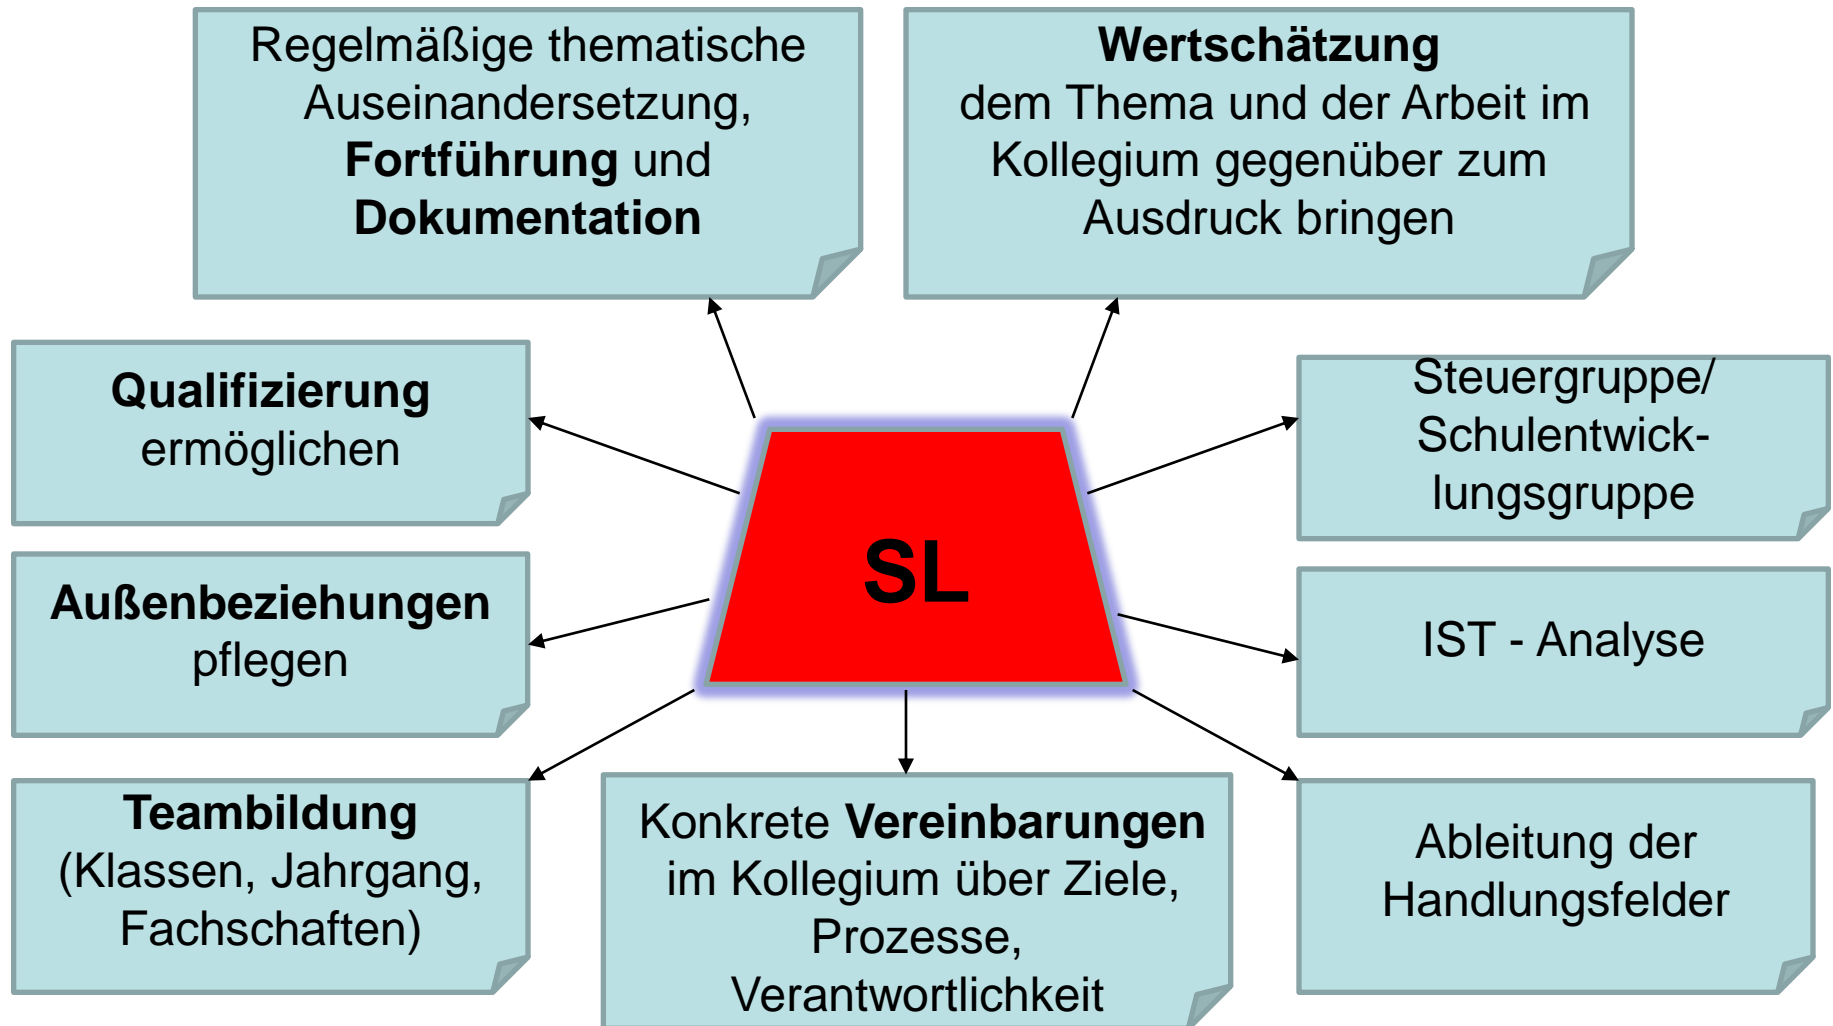 Regelmäßige thematische
Auseinandersetzung,
Fortführung und
Dokumentation
Wertschätzung
dem Thema und der Arbeit im
Kollegium gegenüber zum
Ausdruck bringen
Qualifizierung
ermöglichen
Steuergruppe/
Schulentwick-
lungsgruppe
SL
Außenbeziehungen
pflegen
IST - Analyse
Teambildung
(Klassen, Jahrgang,
Fachschaften)
Konkrete Vereinbarungen
im Kollegium über Ziele,
Prozesse,
Verantwortlichkeit
Ableitung der
Handlungsfelder